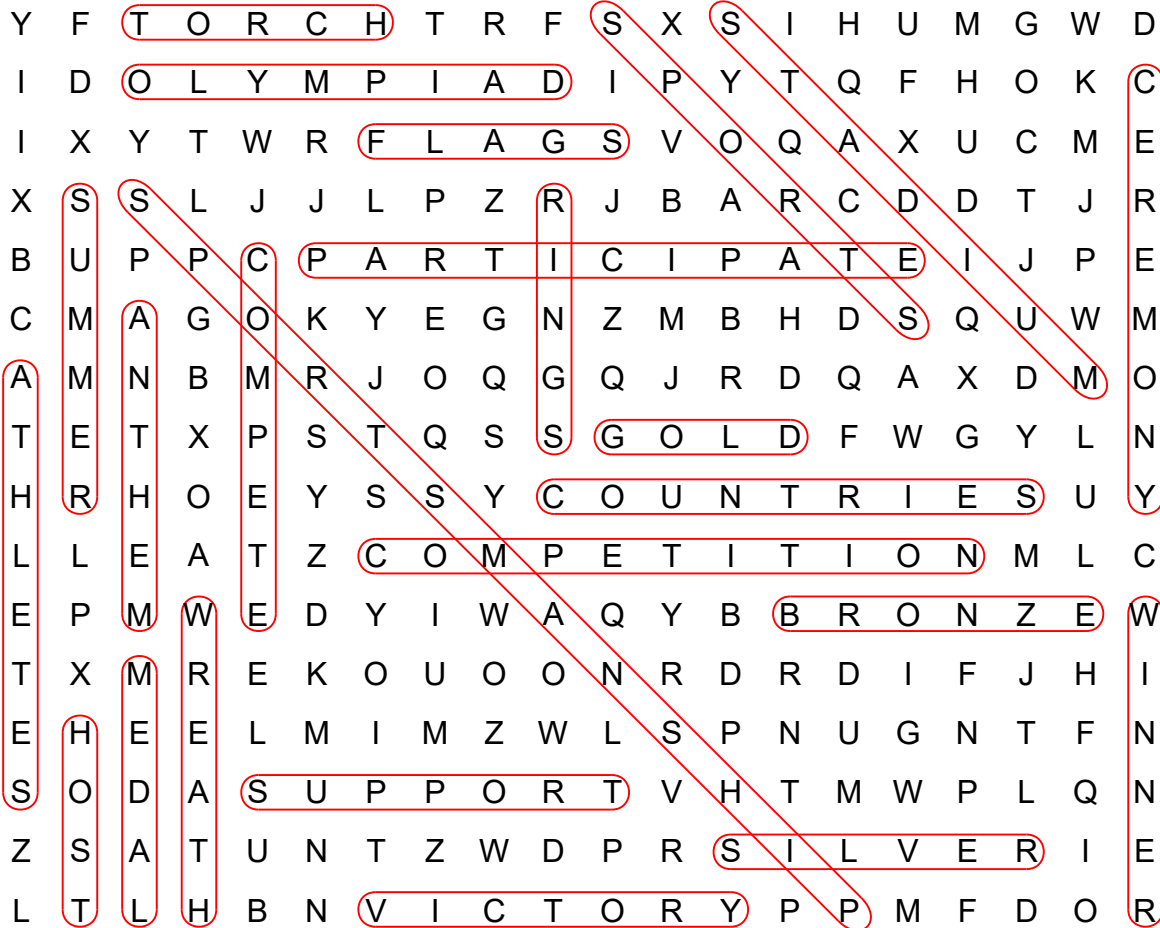 Y F T O R C H T R F S X S I H U M G W D
I D O L Y M P I A D I P Y T Q F H O K C
I X Y T W R F L A G S V O Q A X U C M E
X S S L J J L P Z R J B A R C D D T J R
B U P P C P A R T I C I P A T E I J P E
C M A G O K Y E G N Z M B H D S Q U W M
A M N B M R J O Q G Q J R D Q A X D M O
T E T X P S T Q S S G O L D F W G Y L N
H R H O E Y S S Y C O U N T R I E S U Y
L L E A T Z C O M P E T I T I O N M L C
E P M W E D Y I W A Q Y B B R O N Z E W
T X M R E K O U O O N R D R D I F J H I
E H E E L M I M Z W L S P N U G N T F N
S O D A S U P P O R T V H T M W P L Q N
Z S A T U N T Z W D P R S I L V E R I E
L T L H B N V I C T O R Y P P M F D O R